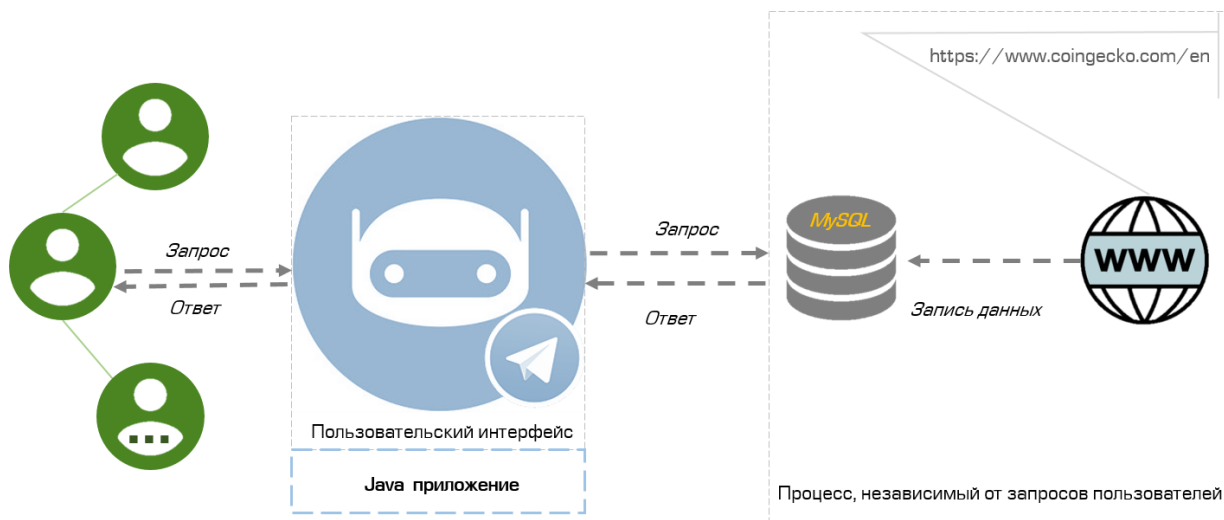 https://www.coingecko.com/en
Запрос
Ответ
Пользовательский интерфейс
Java приложение
Запрос
Ответ
MySQL
Запись данных
WWW
Процесс, независимый от запросов пользователей